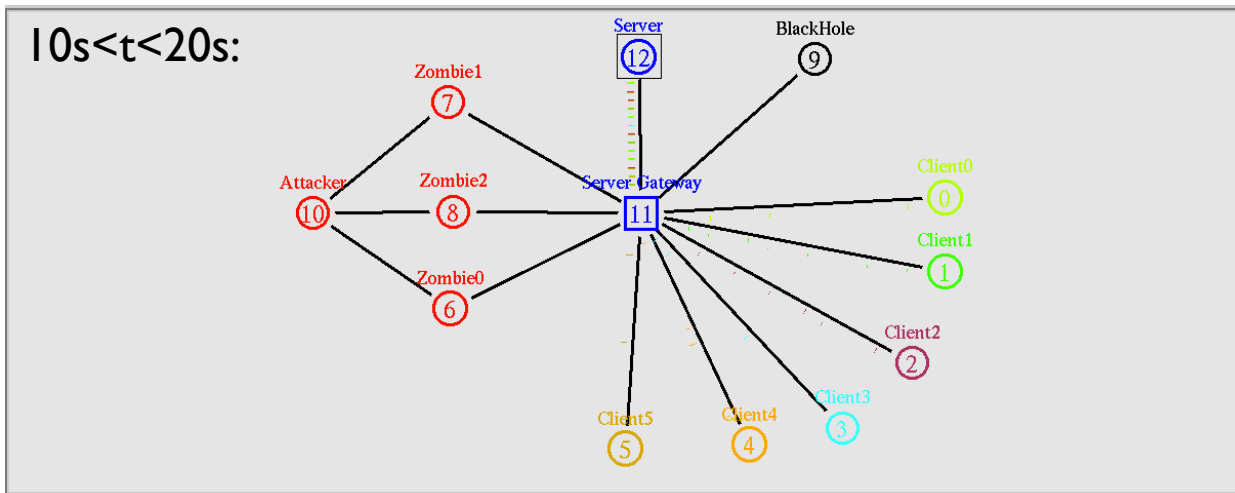 10s<t<20s:
Server
12
BlackHole
9
Zombie1
7
Client0
0
Attacker
10
Zombie2
8
Server Gateway
11
Client1
1
Zombie0
6
Client2
2
Client3
3
Client4
4
Client5
5